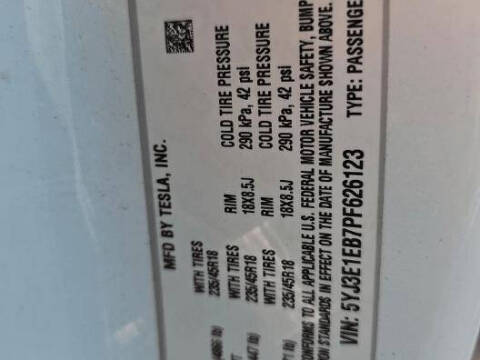 MFD BY TESLA, INC.
WITH TIRES RIM COLD TIRE PRESSURE
235/45R18 18X8.5J 290 kPa, 42 psi
WITH TIRES RIM COLD TIRE PRESSURE
235/45R18 18X8.5J 290 kPa, 42 psi
TO ALL APPLICABLE U.S. FEDERAL MOTOR VEHICLE SAFETY, BUMP
STANDARDS IN EFFECT ON THE DATE OF MANUFACTURE SHOWN ABOVE.
VIN: 5YJ3E1EB7PF626123 TYPE: PASSENGE